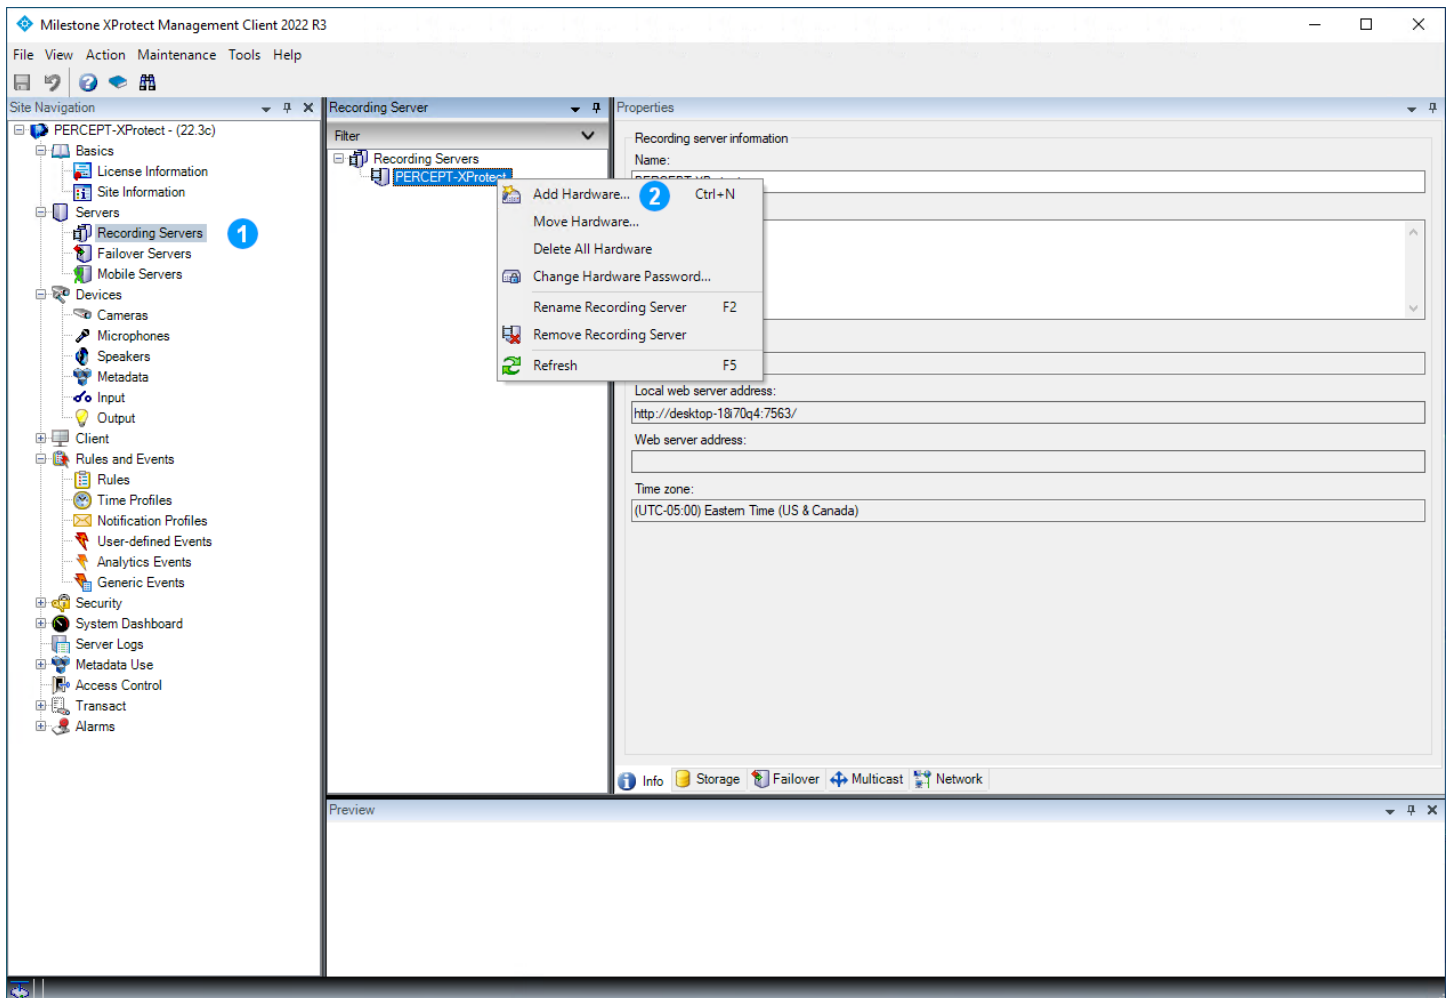 Milestone XProtect Management Client 2022 R3
File View Action Maintenance Tools Help
Site Navigation
PERCEPT-XProtect - (22.3c)
Basics
License Information
Site Information
Servers
Recording Servers
1
Failover Servers
Mobile Servers
Devices
Cameras
Microphones
Speakers
Metadata
Input
Output
Client
Rules and Events
Rules
Time Profiles
Notification Profiles
User-defined Events
Analytics Events
Generic Events
Security
System Dashboard
Server Logs
Metadata Use
Access Control
Transact
Alarms
Recording Server
Filter
Recording Servers
PERCEPT-XProtect
Add Hardware... 2 Ctrl+N
Move Hardware...
Delete All Hardware
Change Hardware Password...
Rename Recording Server F2
Remove Recording Server
Refresh F5
Properties
Recording server information
Name:
Local web server address:
http://desktop-18i70q4:7563/
Web server address:
Time zone:
(UTC-05:00) Eastern Time (US & Canada)
Info Storage Failover Multicast Network
Preview